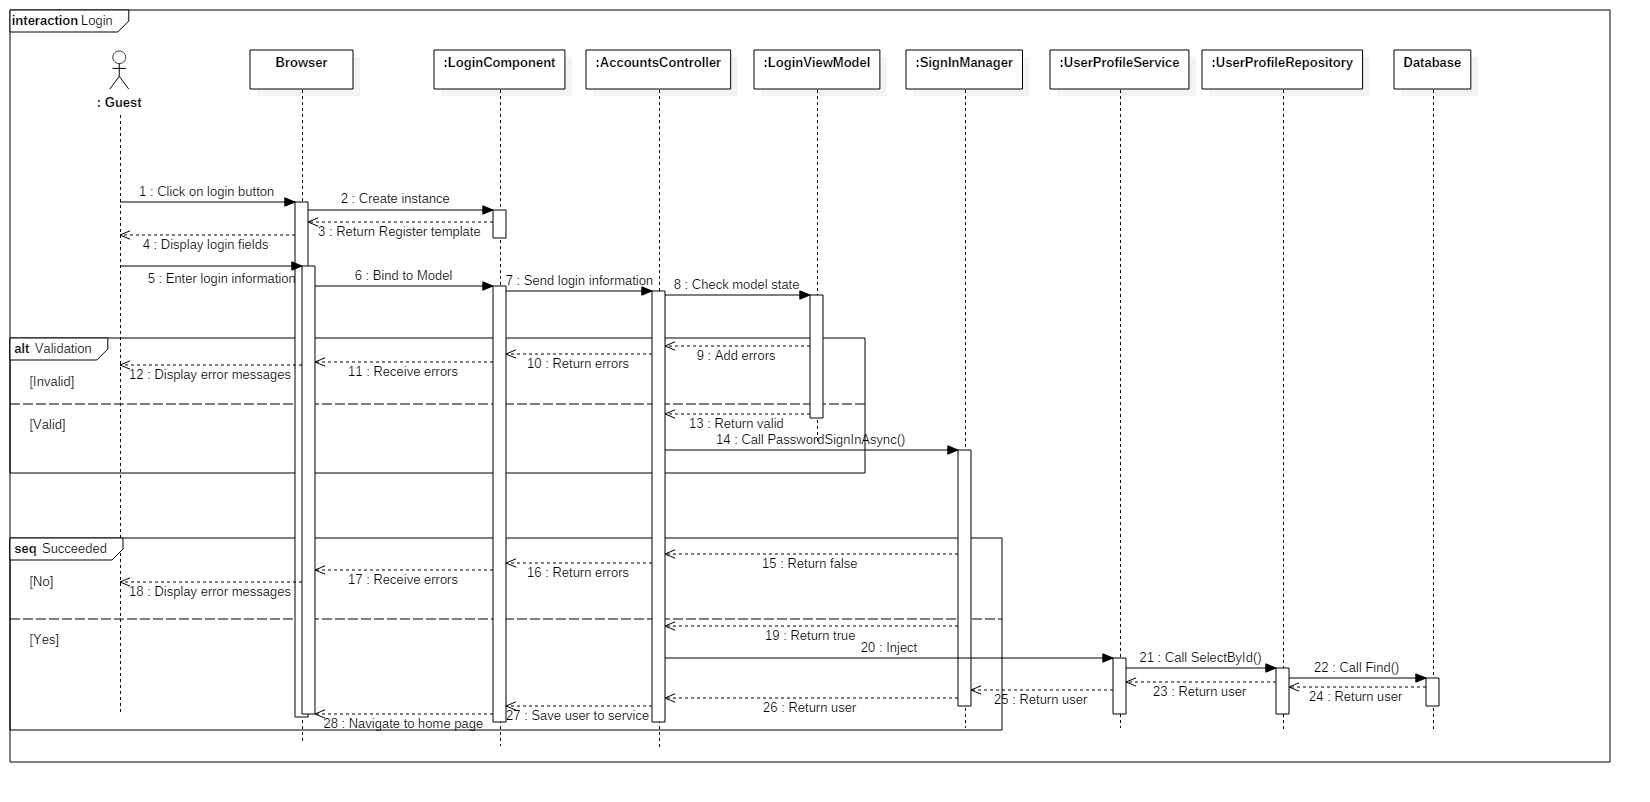 interaction Login
: Guest
Browser
:LoginComponent
:AccountsController
:LoginViewModel
:SignInManager
:UserProfileService
:UserProfileRepository
Database
1 : Click on login button
2 : Create instance
3 : Return Register template
4 : Display login fields
5 : Enter login information
6 : Bind to Model
7 : Send login information
8 : Check model state
alt Validation
9 : Add errors
10 : Return errors
11 : Receive errors
12 : Display error messages
[Invalid]
13 : Return valid
[Valid]
14 : Call PasswordSignInAsync()
seq Succeeded
15 : Return false
16 : Return errors
17 : Receive errors
[No]
18 : Display error messages
19 : Return true
[Yes]
20 : Inject
21 : Call SelectById()
22 : Call Find()
23 : Return user
24 : Return user
25 : Return user
26 : Return user
27 : Save user to service
28 : Navigate to home page